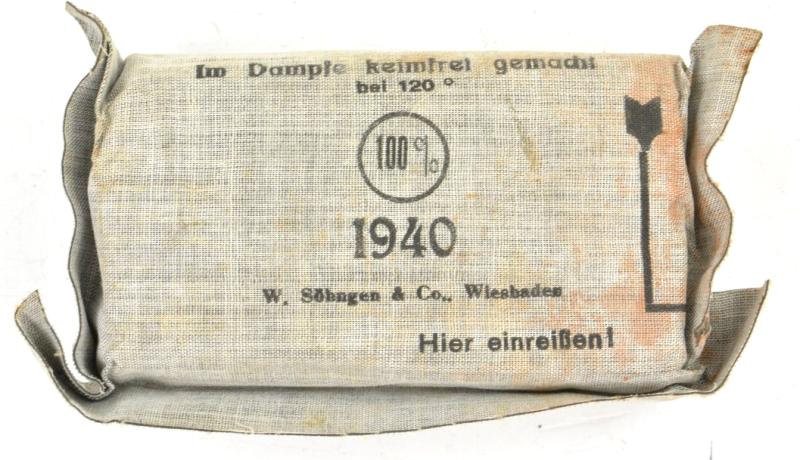 Im Dampfe keimfrei gemacht
bei 120 °
100 %
1940
W. Söhngen & Co., Wiesbaden
Hier einreißen!